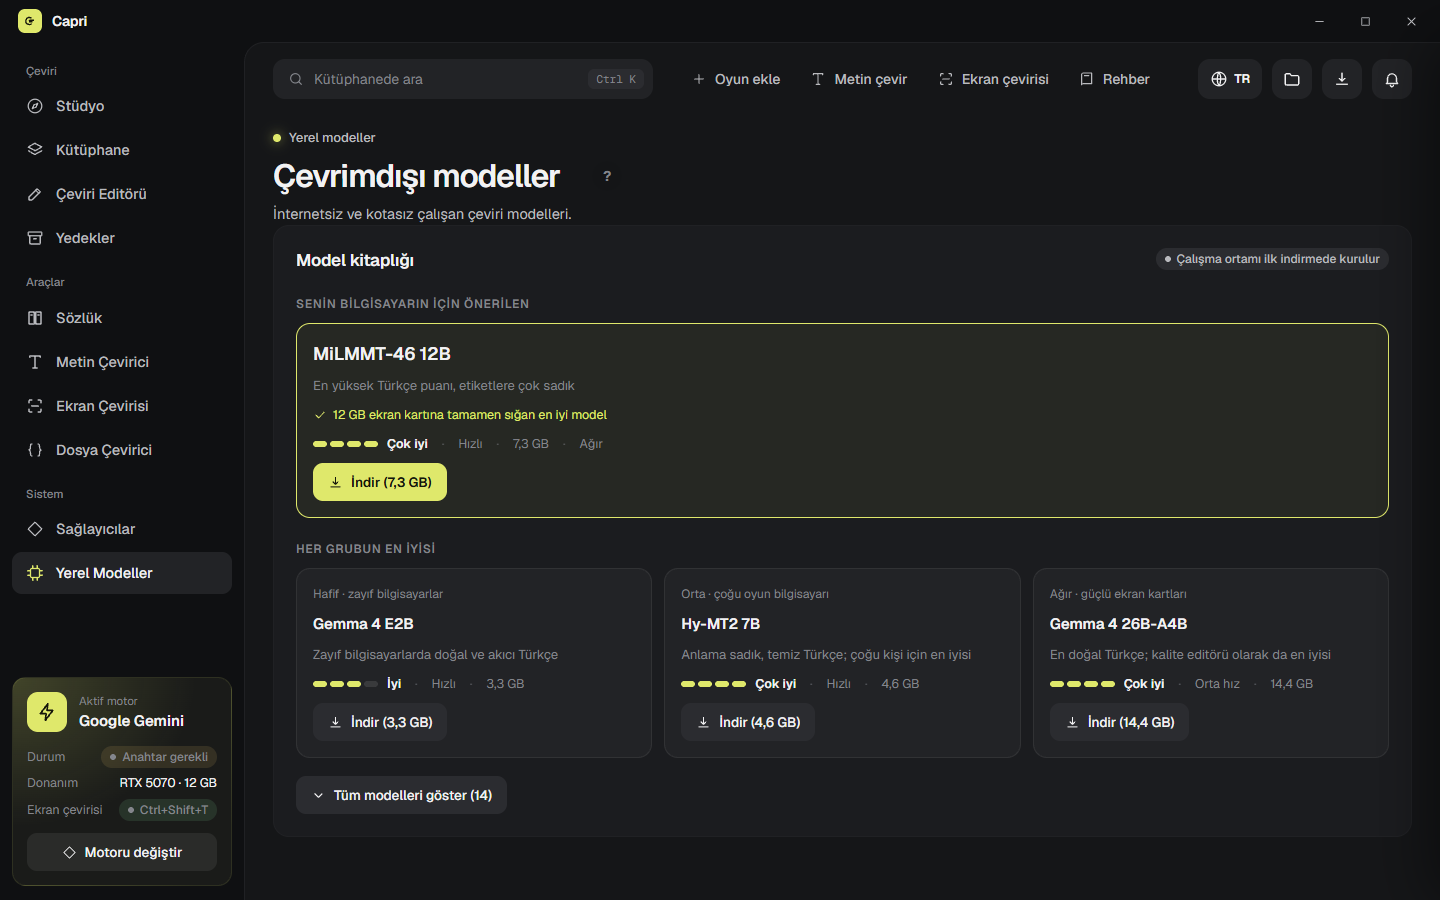 Capri
Çeviri
Stüdyo
Kütüphane
Çeviri Editörü
Yedekler
Araçlar
Sözlük
Metin Çevirici
Ekran Çevirisi
Dosya Çevirici
Sistem
Sağlayıcılar
Yerel Modeller
Aktif motor
Google Gemini
Durum Anahtar gerekli
Donanım RTX 5070 · 12 GB
Ekran çevirisi Ctrl+Shift+T
Motoru değiştir
Kütüphanede ara Ctrl K Oyun ekle Metin çevir Ekran çevirisi Rehber TR
Yerel modeller
Çevrimdışı modeller ?
İnternetsiz ve kotasız çalışan çeviri modelleri.
Model kitaplığı Çalışma ortamı ilk indirmede kurulur
SENİN BİLGİSAYARIN İÇİN ÖNERİLEN
MiLMMT-46 12B
En yüksek Türkçe puanı, etiketlere çok sadık
12 GB ekran kartına tamamen sığan en iyi model
Çok iyi · Hızlı · 7,3 GB · Ağır
İndir (7,3 GB)
HER GRUBUN EN İYİSİ
Hafif · zayıf bilgisayarlar
Gemma 4 E2B
Zayıf bilgisayarlarda doğal ve akıcı Türkçe
İyi · Hızlı · 3,3 GB
İndir (3,3 GB)
Orta · çoğu oyun bilgisayarı
Hy-MT2 7B
Anlama sadık, temiz Türkçe; çoğu kişi için en iyisi
Çok iyi · Hızlı · 4,6 GB
İndir (4,6 GB)
Ağır · güçlü ekran kartları
Gemma 4 26B-A4B
En doğal Türkçe; kalite editörü olarak da en iyisi
Çok iyi · Orta hız · 14,4 GB
İndir (14,4 GB)
Tüm modelleri göster (14)